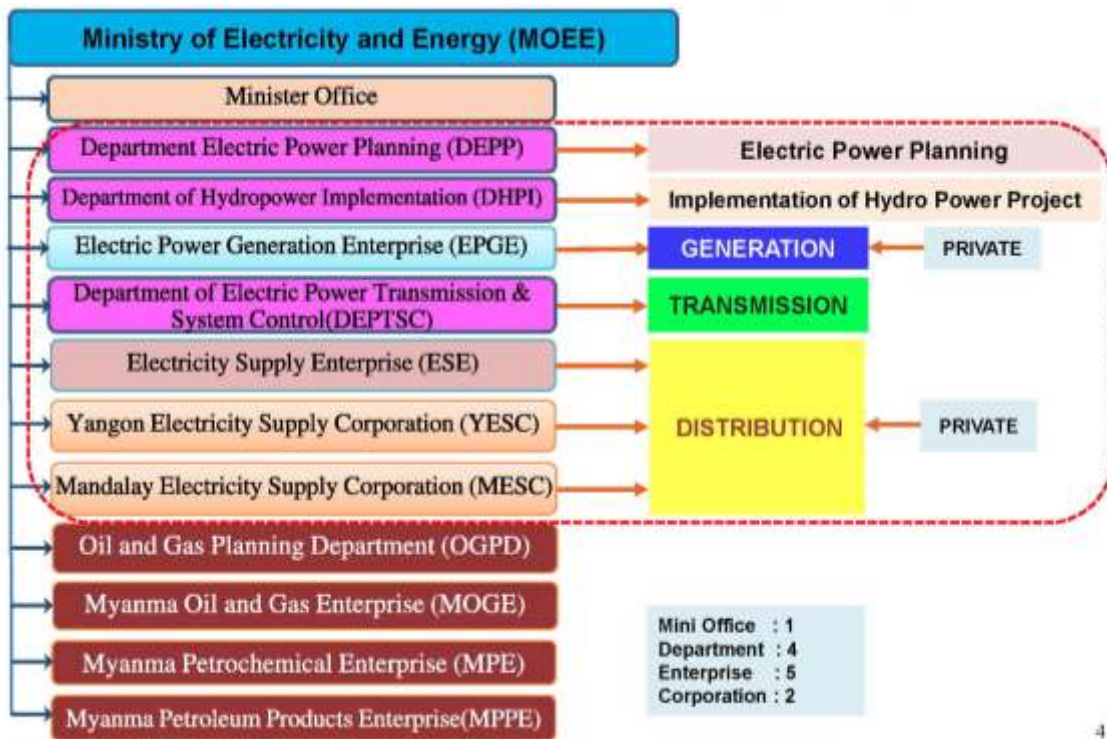 Ministry of Electricity and Energy (MOEE)
Minister Office
Department Electric Power Planning (DEPP)
Electric Power Planning
Department of Hydropower Implementation (DHPI)
Implementation of Hydro Power Project
Electric Power Generation Enterprise (EPGE)
GENERATION
PRIVATE
Department of Electric Power Transmission &
System Control(DEPTSC)
TRANSMISSION
Electricity Supply Enterprise (ESE)
Yangon Electricity Supply Corporation (YESC)
DISTRIBUTION
PRIVATE
Mandalay Electricity Supply Corporation (MESC)
Oil and Gas Planning Department (OGPD)
Myanma Oil and Gas Enterprise (MOGE)
Myanma Petrochemical Enterprise (MPE)
Myanma Petroleum Products Enterprise(MPPE)
Mini Office : 1
Department : 4
Enterprise : 5
Corporation : 2
4